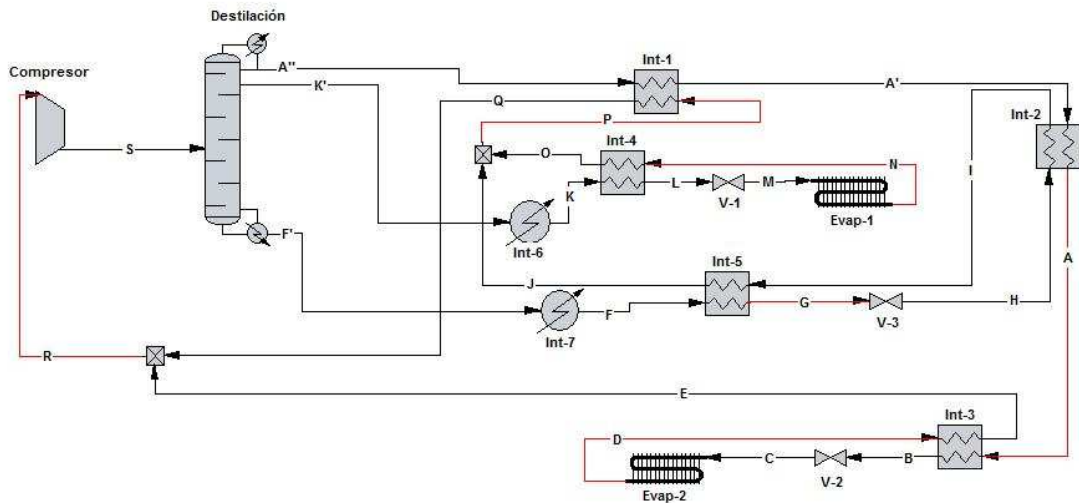 Destilación
Compresor
A"
K'
Int-1
A'
Q
P
Int-2
S
Int-4
O
N
I
K
L
M
V-1
Evap-1
Int-6
F'
A
Int-5
J
F
G
H
V-3
Int-7
R
E
Int-3
D
C
B
V-2
Evap-2